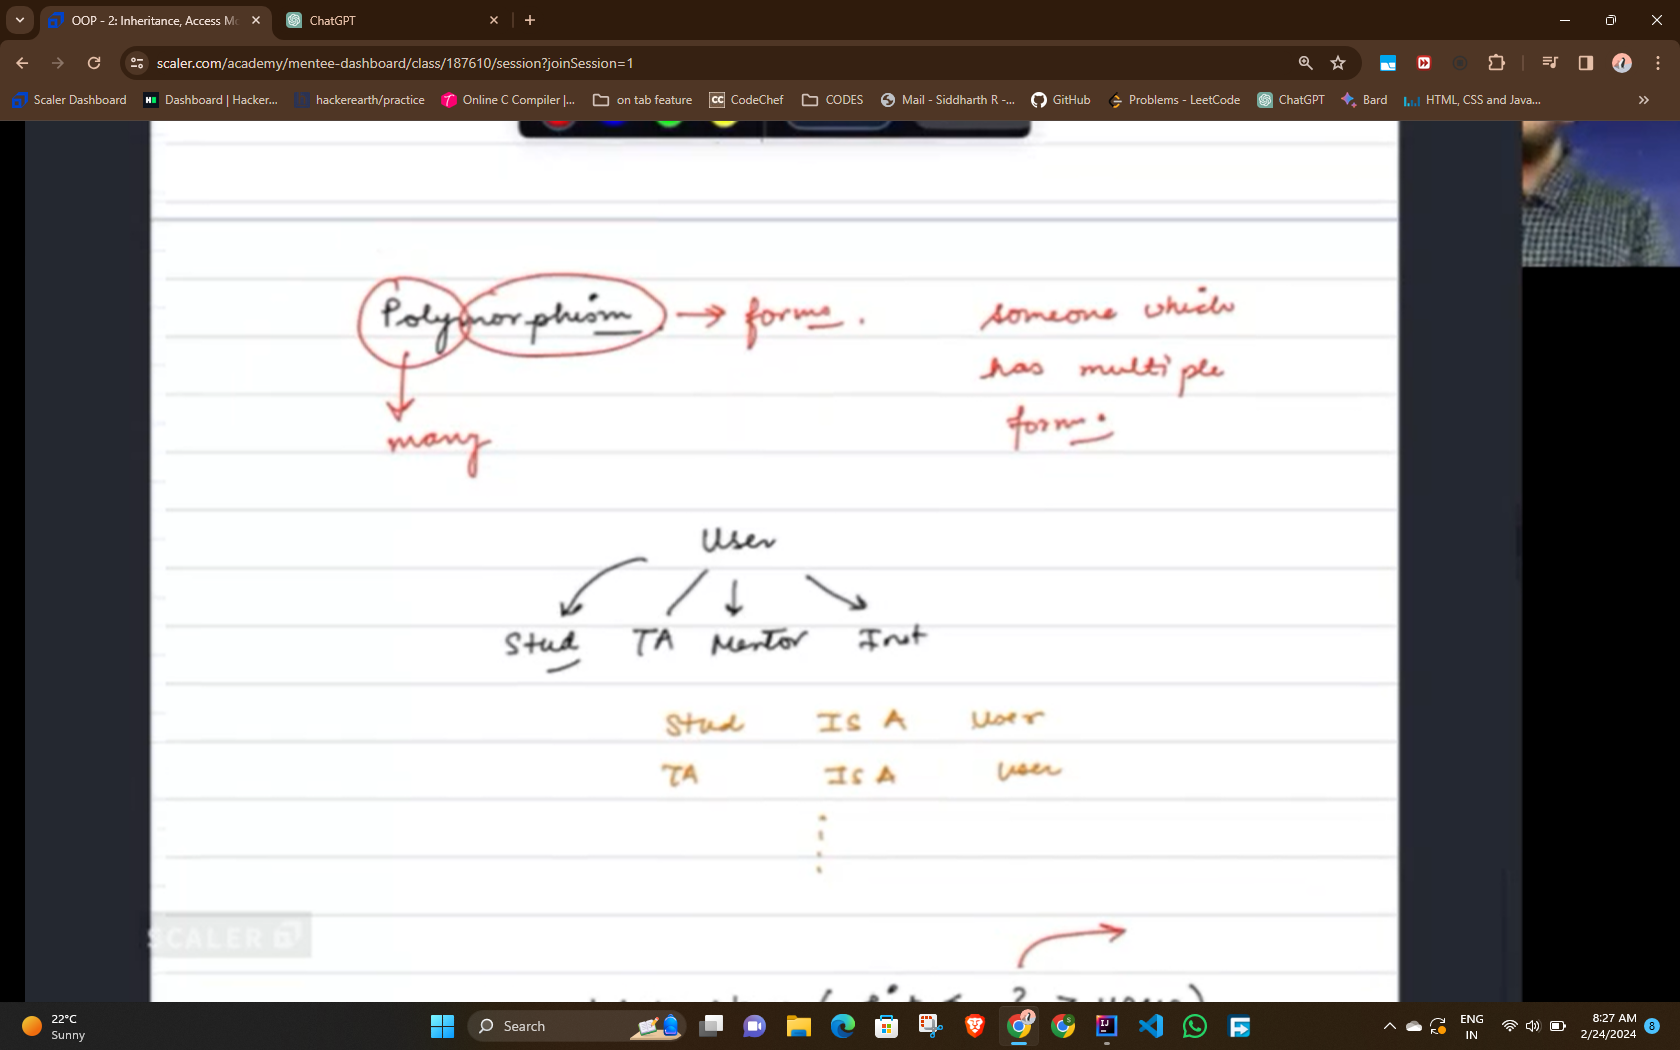 OOP - 2: Inheritance, Access Mo
ChatGPT
scaler.com/academy/mentee-dashboard/class/187610/session?joinSession=1
Scaler Dashboard
Dashboard | Hacker...
hackerearth/practice
Online C Compiler |...
on tab feature
CodeChef
CODES
Mail - Siddharth R -...
GitHub
Problems - LeetCode
ChatGPT
Bard
HTML, CSS and Java...
Polymorphism → forms. someone which
has multiple
many form.
User
Stud TA Mentor Inst
Stud IS A User
TA IS A User
SCALER
22°C
Sunny
Search
ENG
IN
8:27 AM
2/24/2024
8